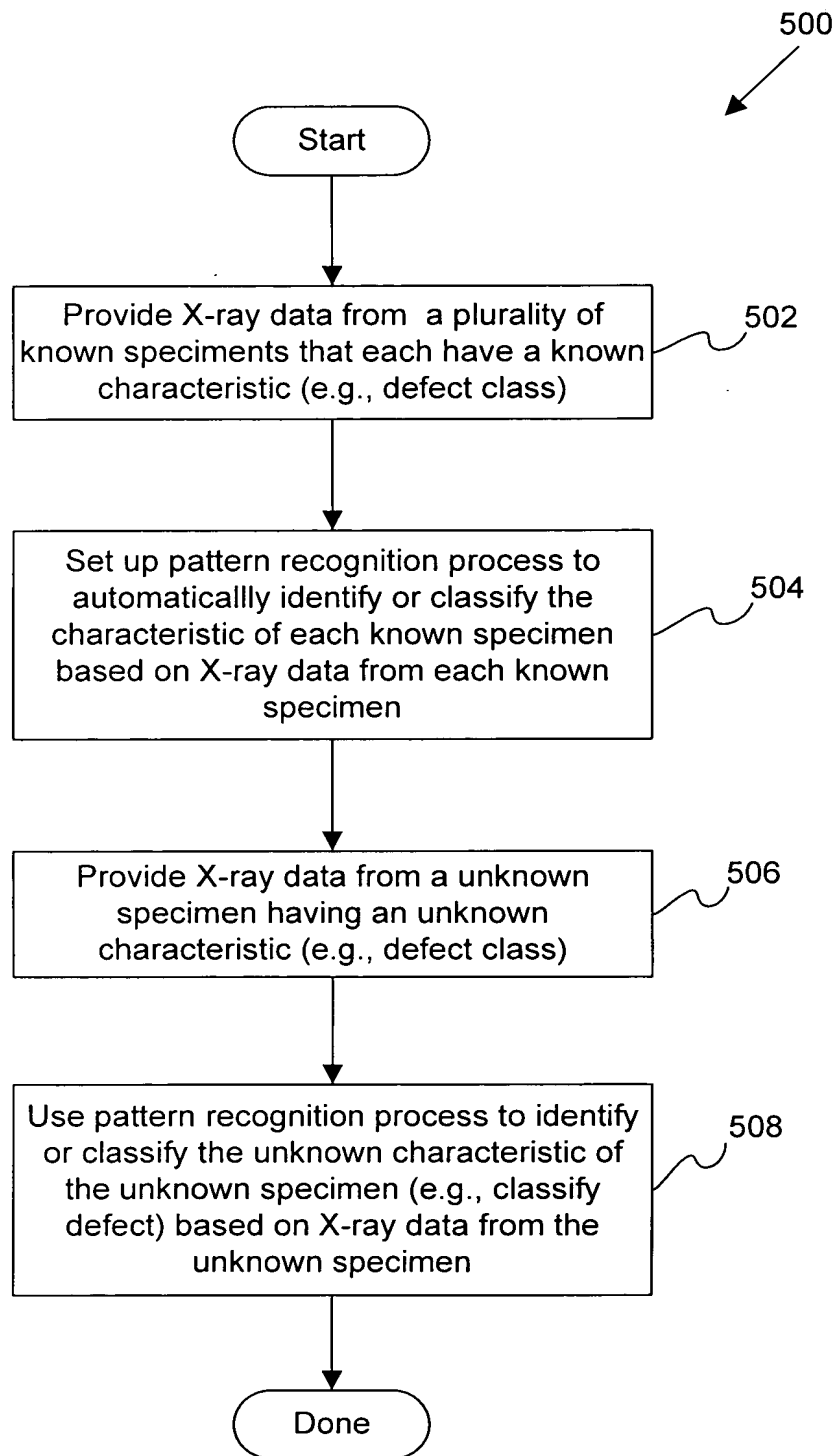 500
Start
Provide X-ray data from a plurality of
known speciments that each have a known
characteristic (e.g., defect class)
502
Set up pattern recognition process to
automaticallly identify or classify the
characteristic of each known specimen
based on X-ray data from each known
specimen
504
Provide X-ray data from a unknown
specimen having an unknown
characteristic (e.g., defect class)
506
Use pattern recognition process to identify
or classify the unknown characteristic of
the unknown specimen (e.g., classify
defect) based on X-ray data from the
unknown specimen
508
Done